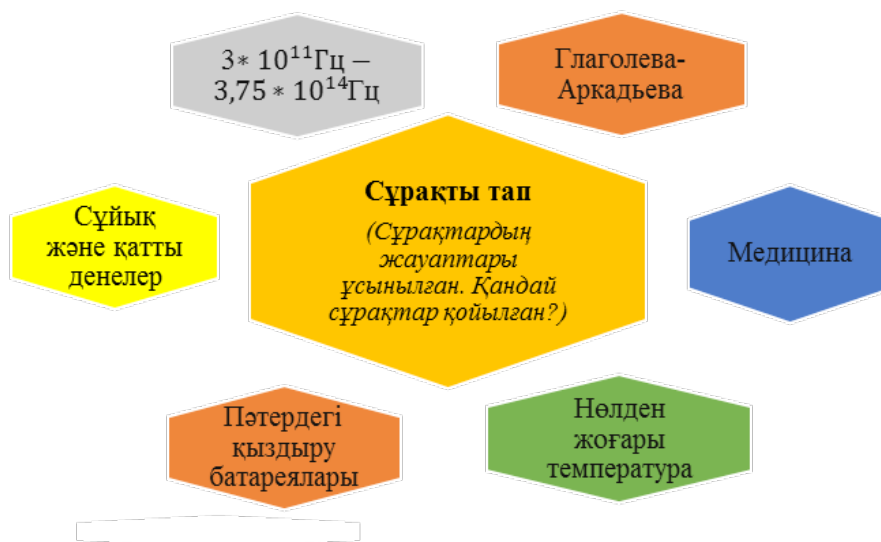 3* 10¹¹Гц –
3,75 * 10¹⁴Гц
Глаголева-
Аркадьева
Сұрақты тап
(Сұрақтардың
жауаптары
ұсынылған. Қандай
сұрақтар қойылған?)
Сұйық
және қатты
денелер
Медицина
Пәтердегі
қыздыру
батареялары
Нөлден
жоғары
температура